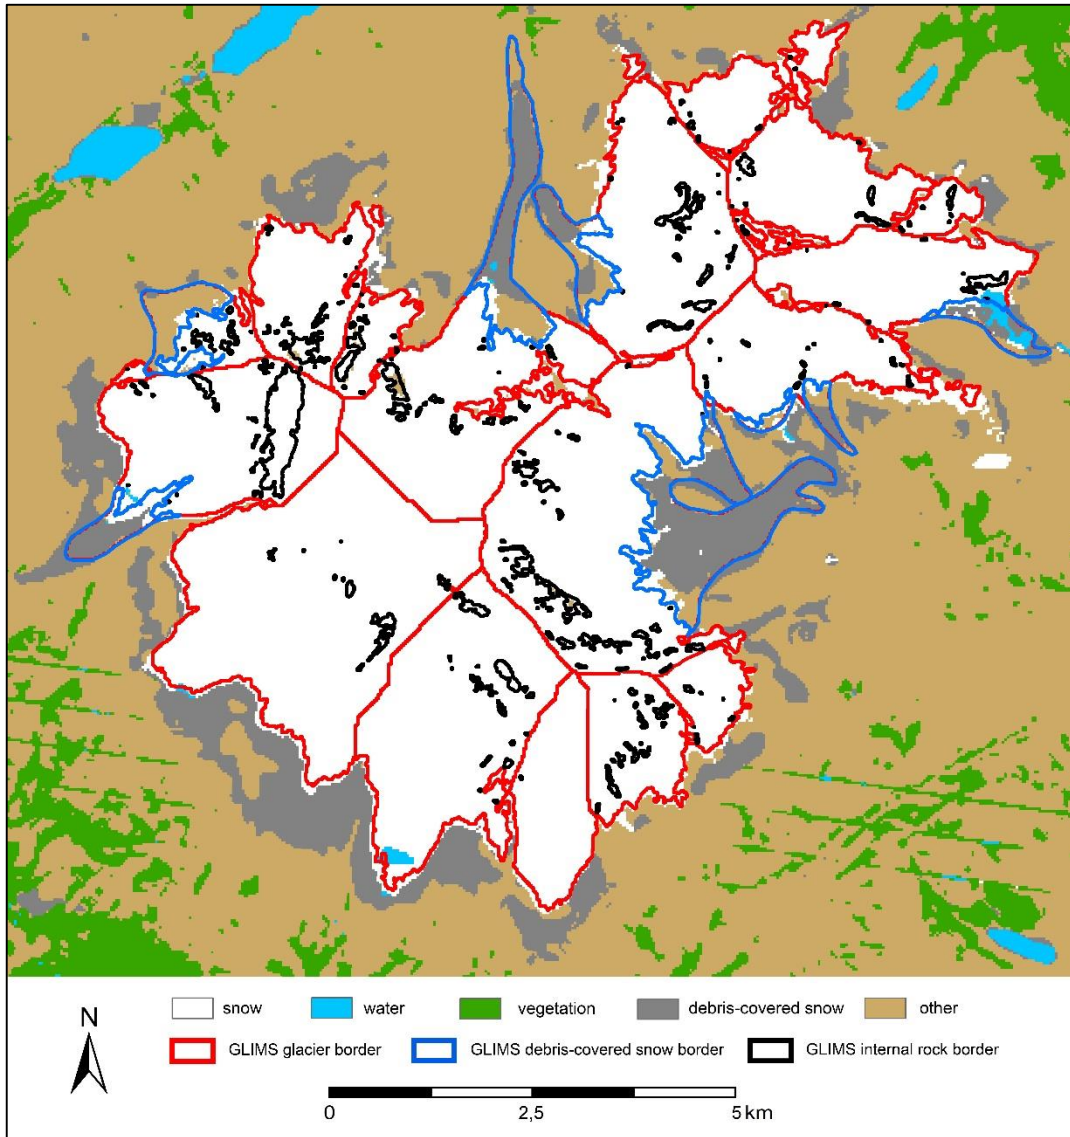 N
snow water vegetation debris-covered snow other
GLIMS glacier border GLIMS debris-covered snow border GLIMS internal rock border
0 2,5 5 km